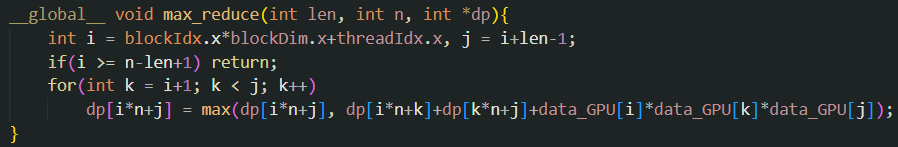 __global__ void max_reduce(int len, int n, int *dp){
    int i = blockIdx.x*blockDim.x+threadIdx.x, j = i+len-1;
    if(i >= n-len+1) return;
    for(int k = i+1; k < j; k++)
        dp[i*n+j] = max(dp[i*n+j], dp[i*n+k]+dp[k*n+j]+data_GPU[i]*data_GPU[k]*data_GPU[j]);
}